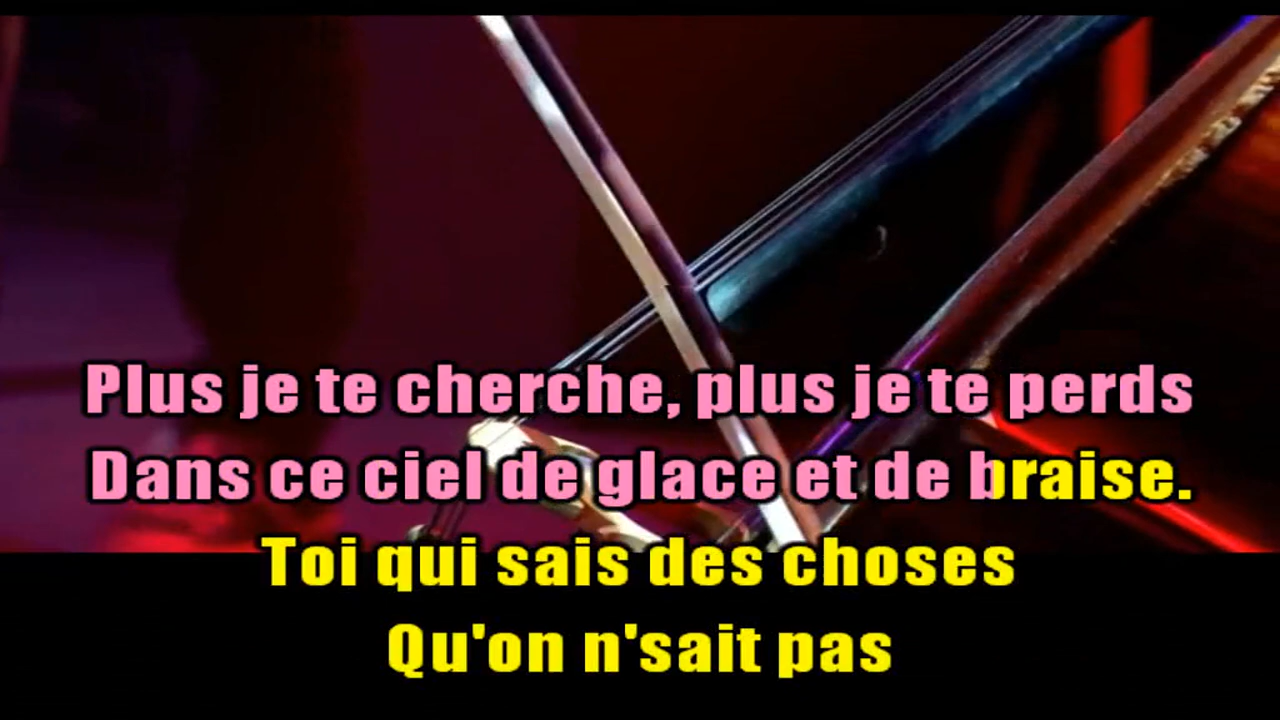 Plus je te cherche, plus je te perds
Dans ce ciel de glace et de braise.
Toi qui sais des choses
Qu'on n'sait pas